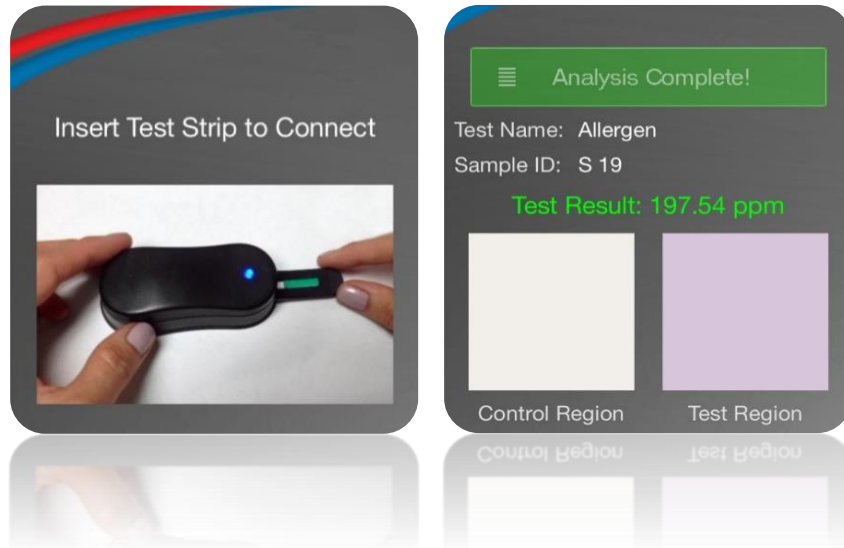 Insert Test Strip to Connect
Analysis Complete!
Test Name: Allergen
Sample ID: S 19
Test Result: 197.54 ppm
Control Region
Test Region